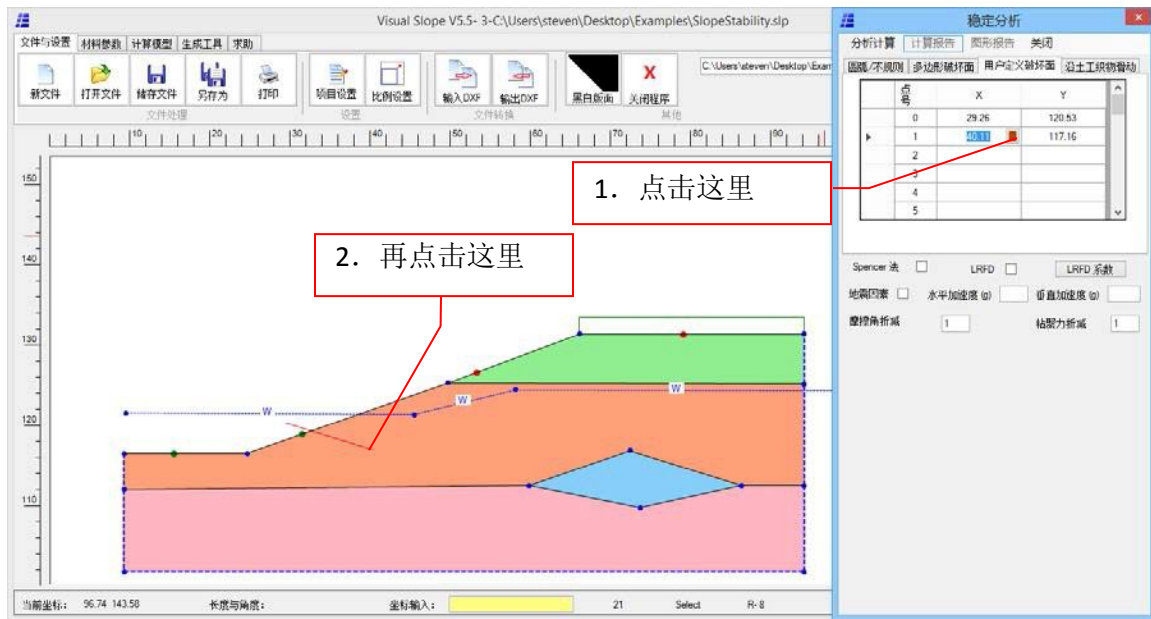 Visual Slope V5.5- 3-C:\Users\steven\Desktop\Examples\SlopeStability.slp
文件与设置 材料参数 计算模型 生成工具 求助
C:\Users\steven\Desktop\Exam
新文件 打开文件 储存文件 另存为 打印 项目设置 比例设置 输入DXF 输出DXF 黑白版面 关闭程序
文件处理 设置 文件转换 其他
10 20 30 40 50 60 70 80 90
150
140
130
120
110
W W W
1. 点击这里
2. 再点击这里
当前坐标: 96.74 143.58 长度与角度: 坐标输入: 21 Select R- 8
稳定分析
分析计算 计算报告 图形报告 关闭
圆弧/不规则 多边形破坏面 用户定义破坏面 沿土工织物滑动
点号 X Y
0 29.26 120.53
1 40.11 117.16
2
3
4
5
Spencer 法 LRFD LRFD 系数
地震因素 水平加速度 (g) 垂直加速度 (g)
摩擦角折减 1 粘聚力折减 1